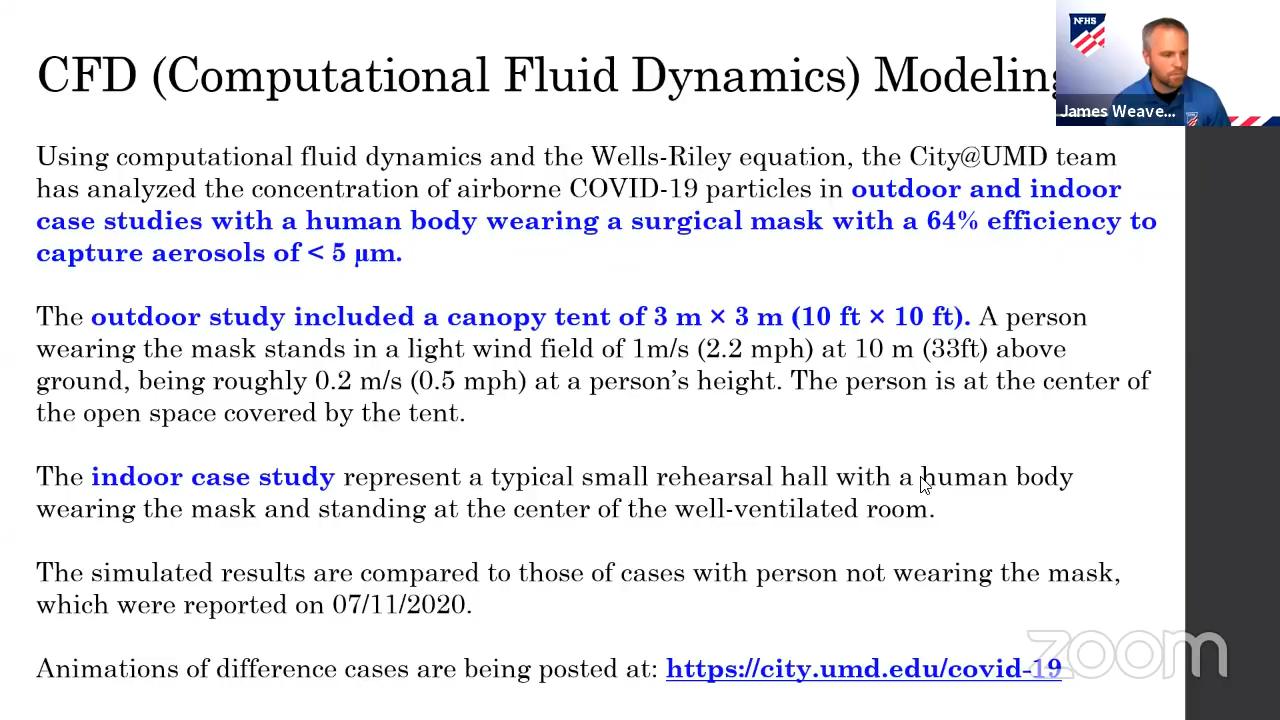 CFD (Computational Fluid Dynamics) Modeling
NFHS
James Weave...
Using computational fluid dynamics and the Wells-Riley equation, the City@UMD team
has analyzed the concentration of airborne COVID-19 particles in outdoor and indoor
case studies with a human body wearing a surgical mask with a 64% efficiency to
capture aerosols of < 5 µm.
The outdoor study included a canopy tent of 3 m × 3 m (10 ft × 10 ft). A person
wearing the mask stands in a light wind field of 1m/s (2.2 mph) at 10 m (33ft) above
ground, being roughly 0.2 m/s (0.5 mph) at a person's height. The person is at the center of
the open space covered by the tent.
The indoor case study represent a typical small rehearsal hall with a human body
wearing the mask and standing at the center of the well-ventilated room.
The simulated results are compared to those of cases with person not wearing the mask,
which were reported on 07/11/2020.
Animations of difference cases are being posted at: https://city.umd.edu/covid-19
zoom